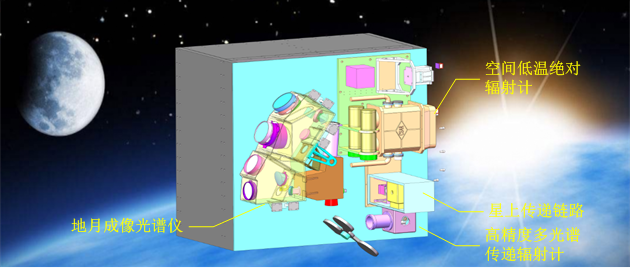 空间低温绝对
辐射计
星上传递链路
地月成像光谱仪
高精度多光谱
传递辐射计